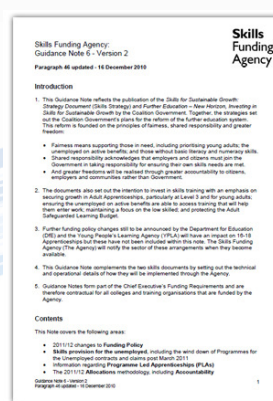 Skills
Funding
Agency
Skills Funding Agency:
Guidance Note 6 - Version 2
Paragraph 46 updated - 16 December 2010
Introduction
1. This Guidance Note reflects the publication of the Skills for Sustainable Growth:
Strategy Document (Skills Strategy) and Further Education – New Horizon, Investing in
Skills for Sustainable Growth by the Coalition Government. Together, the strategies set
out the Coalition Government's plans for the reform of the further education system.
This reform is founded on the principles of fairness, shared responsibility and greater
freedom:
• Fairness means supporting those in need, including prioritising young adults; the
unemployed on active benefits; and those without basic literacy and numeracy skills.
• Shared responsibility acknowledges that employers and citizens must join the
Government in taking responsibility for ensuring their own skills needs are met.
• And greater freedoms will be realised through greater accountability to citizens,
employers and communities rather than Government.
2. The documents also set out the intention to invest in skills training with an emphasis on
securing growth in Adult Apprenticeships, particularly at Level 3 and for young adults;
ensuring the unemployed on active benefits are able to access training that will help
them enter work; maintaining a focus on the low skilled; and protecting the Adult
Safeguarded Learning Budget.
3. Further funding policy changes still to be announced by the Department for Education
(DfE) and the Young People's Learning Agency (YPLA) will have an impact on 16-18
Apprenticeships but these have not been included within this note. The Skills Funding
Agency (The Agency) will notify the sector of these arrangements when they become
available.
4. This Guidance Note complements the two skills documents by setting out the technical
and operational details of how they will be implemented through the Agency.
5. Guidance Notes form part of the Chief Executive's Funding Requirements and are
therefore contractual for all colleges and training organisations that are funded by the
Agency.
Contents
This Note covers the following areas:
• 2011/12 changes to Funding Policy
• Skills provision for the unemployed, including the wind down of Programmes for
the Unemployed contracts and claims post March 2011
• Information regarding Programme Led Apprenticeships (PLAs)
• The 2011/12 Allocations methodology, including Accountability
Guidance Note 6 - Version 2
Paragraph 46 updated - 16 December 2010
1